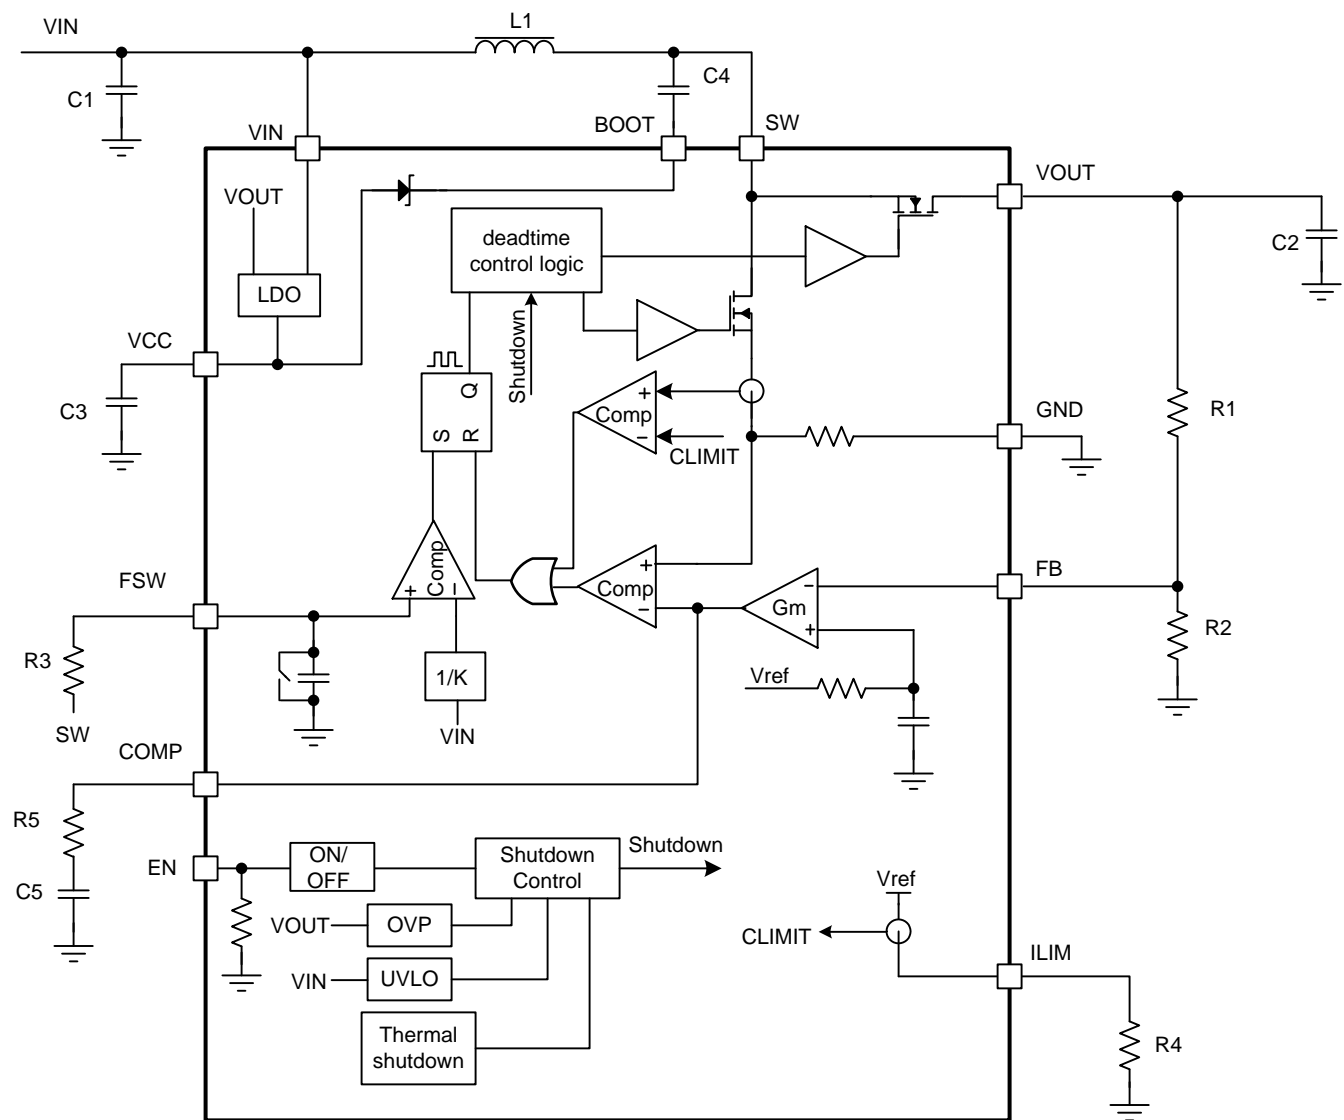 VIN
L1
C1
C4
VIN
BOOT
SW
VOUT
VOUT
deadtime
control logic
C2
LDO
VCC
Shutdown
Q
S
R
+
Comp
–
CLIMIT
C3
GND
R1
FSW
Comp
+
–
+
Comp
–
–
Gm
+
FB
R2
R3
SW
1/K
VIN
Vref
COMP
R5
C5
EN
ON/
OFF
Shutdown
Control
Shutdown
VOUT
OVP
VIN
UVLO
Thermal
shutdown
Vref
CLIMIT
ILIM
R4